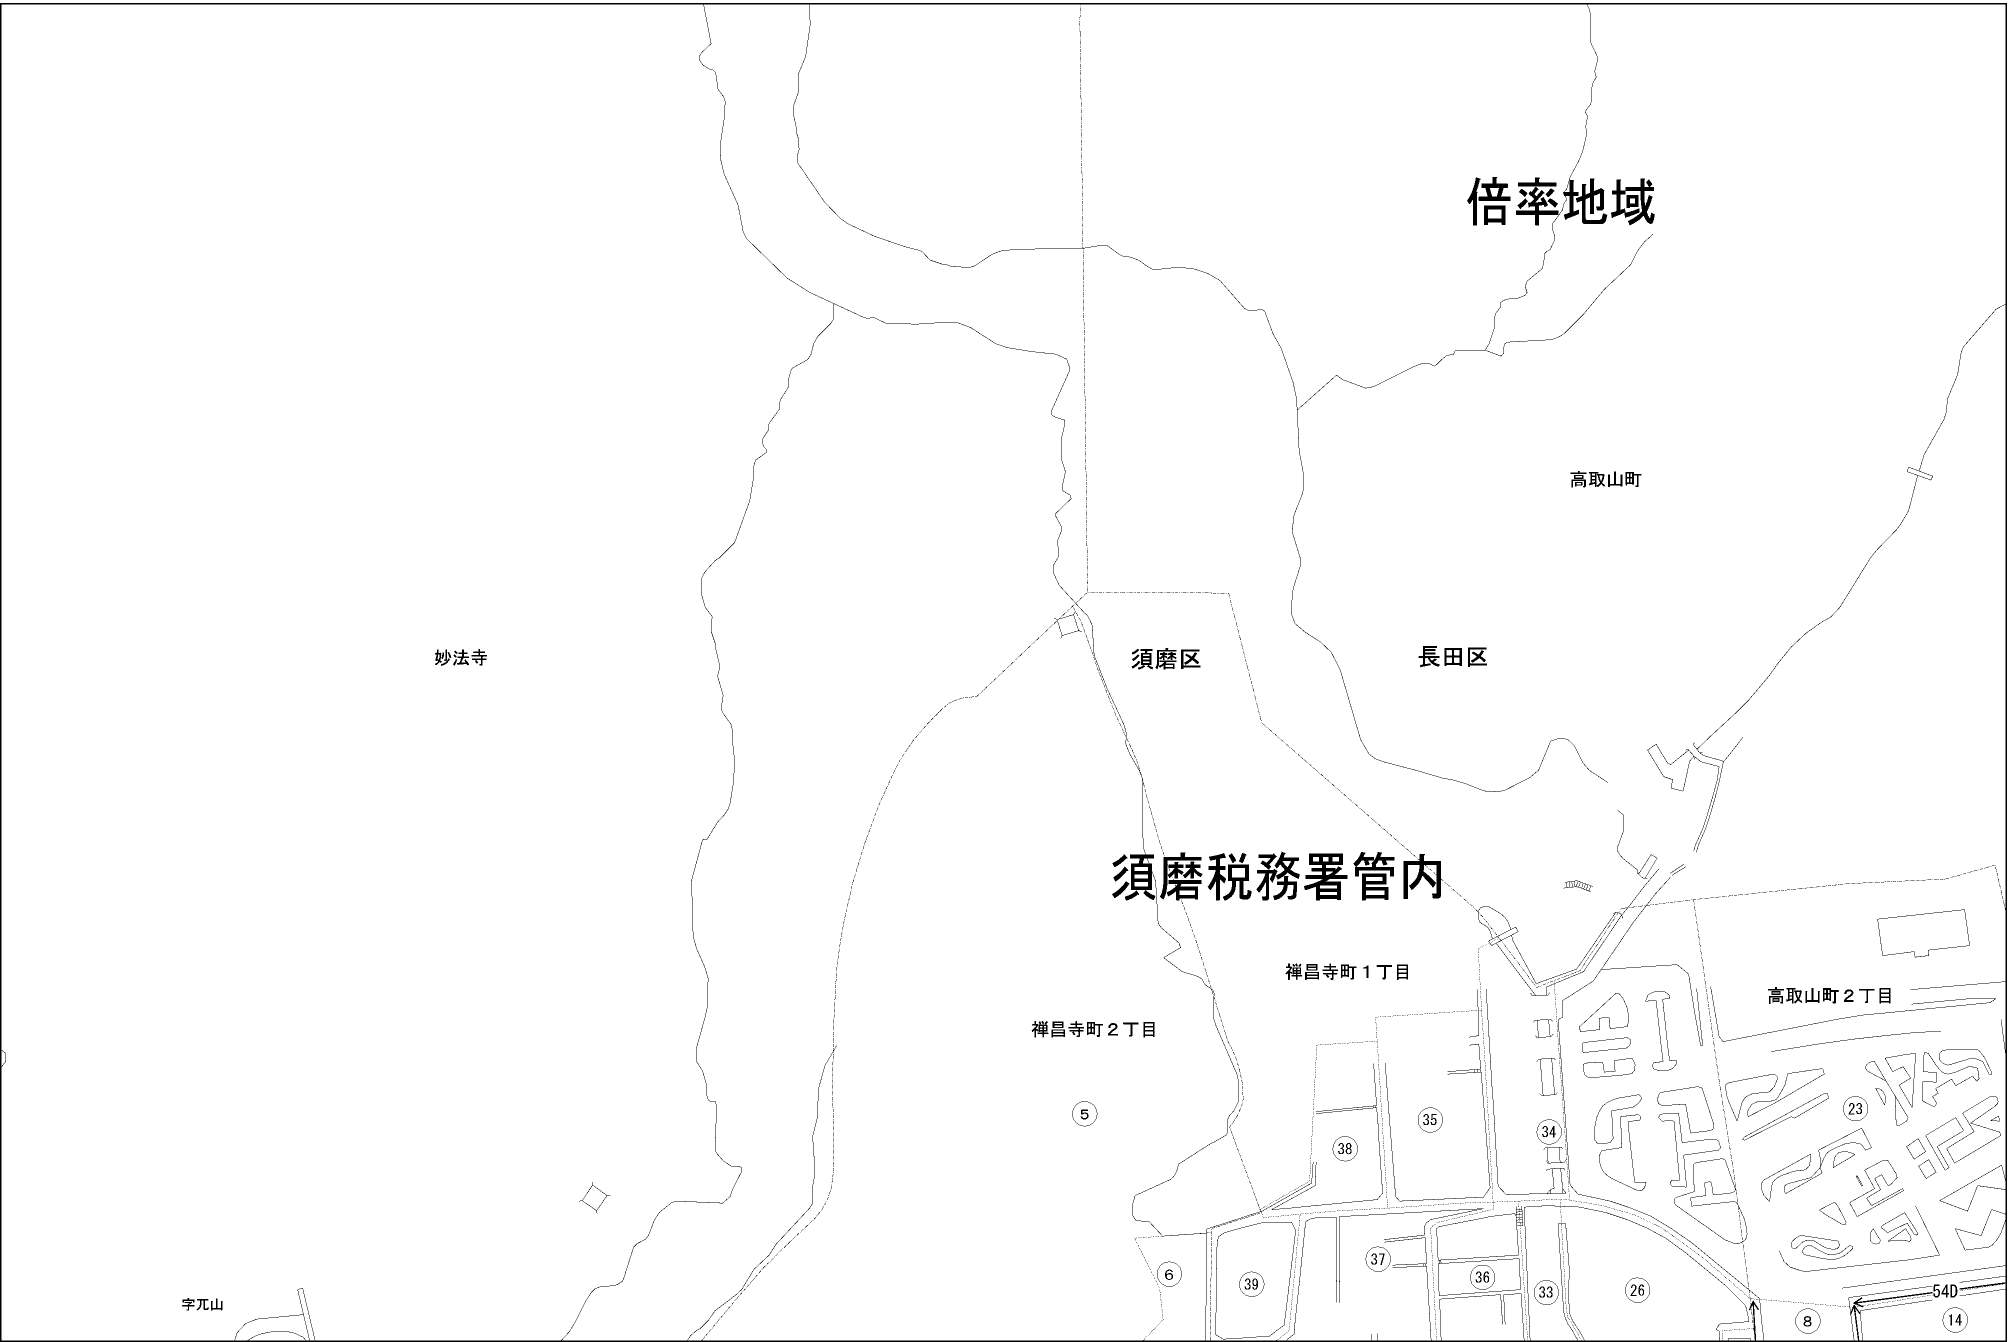 倍率地域
高取山町
妙法寺
須磨区
長田区
須磨税務署管内
禅昌寺町１丁目
高取山町２丁目
禅昌寺町２丁目
5
23
35
34
38
37
6
39
36
33
26
54D
字兀山
8
14